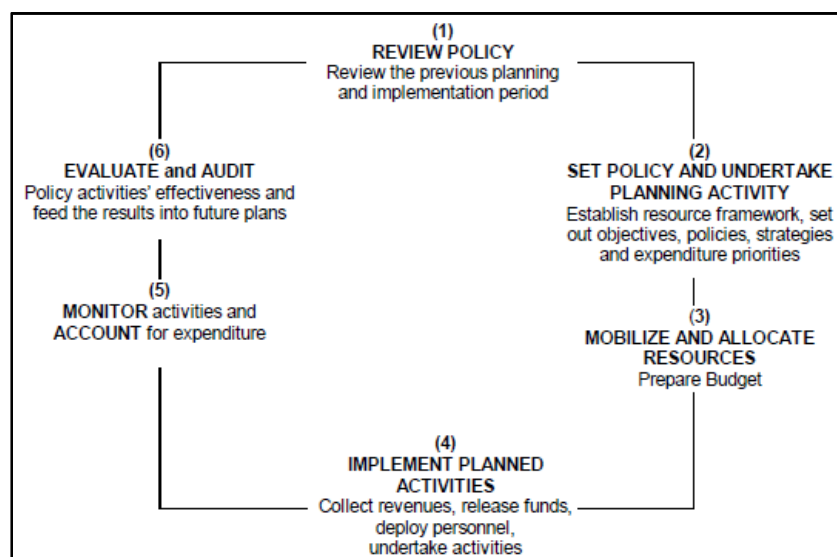 (1)
REVIEW POLICY
Review the previous planning
and implementation period
(2)
SET POLICY AND UNDERTAKE
PLANNING ACTIVITY
Establish resource framework, set
out objectives, policies, strategies
and expenditure priorities
(3)
MOBILIZE AND ALLOCATE
RESOURCES
Prepare Budget
(4)
IMPLEMENT PLANNED
ACTIVITIES
Collect revenues, release funds,
deploy personnel,
undertake activities
(5)
MONITOR activities and
ACCOUNT for expenditure
(6)
EVALUATE and AUDIT
Policy activities' effectiveness and
feed the results into future plans